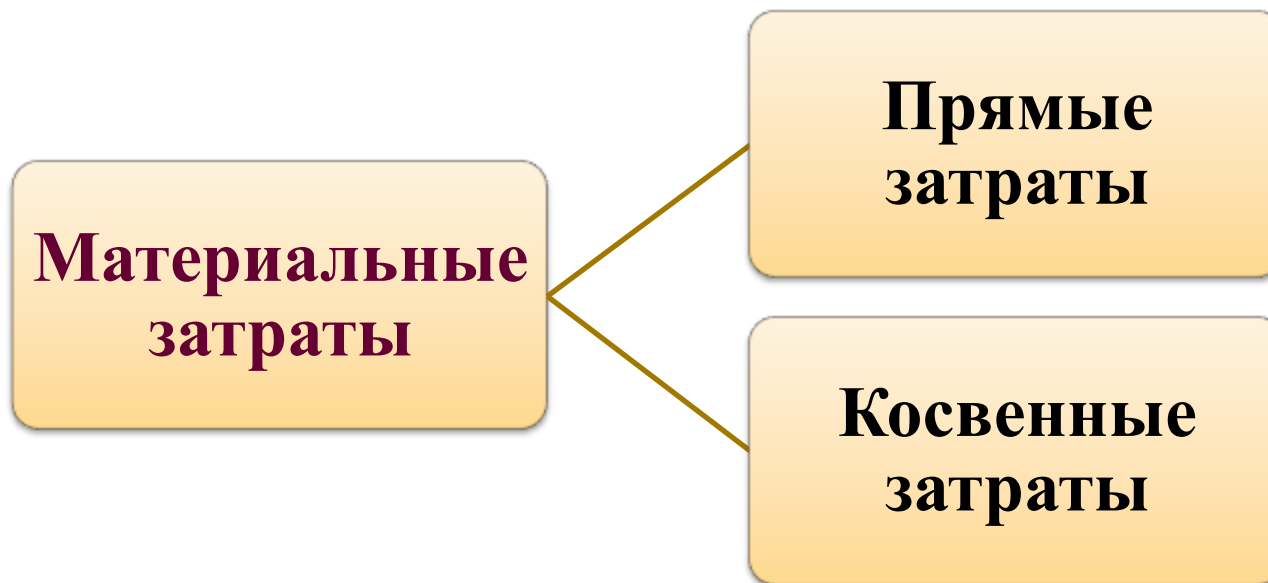 Материальные
затраты
Прямые
затраты
Косвенные
затраты